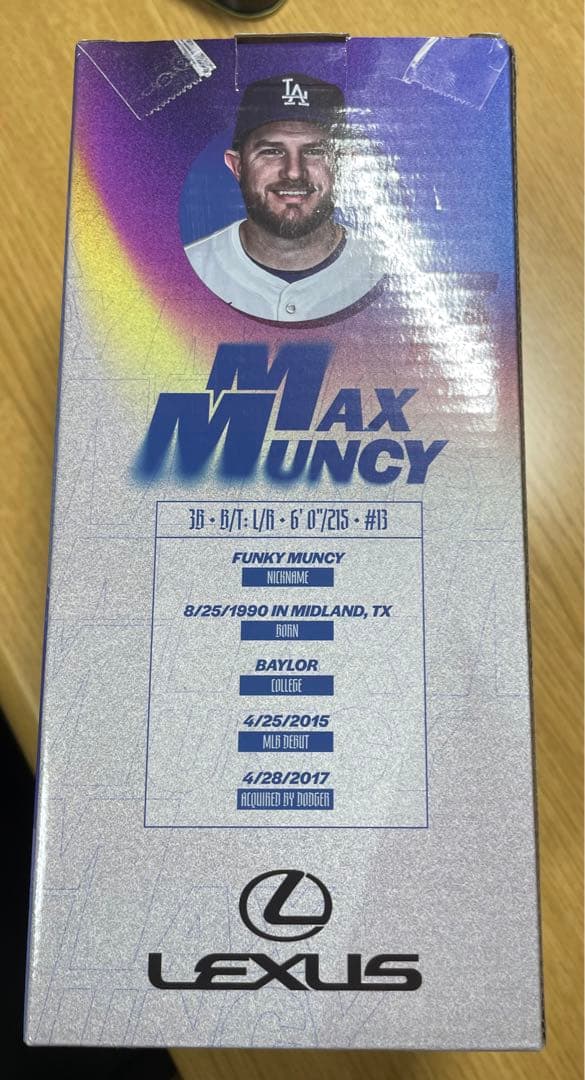 LA
MAX
MUNCY
3B • B/T: L/R • 6' 0"/215 • #13
FUNKY MUNCY
NICKNAME
8/25/1990 IN MIDLAND, TX
BORN
BAYLOR
COLLEGE
4/25/2015
MLB DEBUT
4/28/2017
ACQUIRED BY DODGER
LEXUS